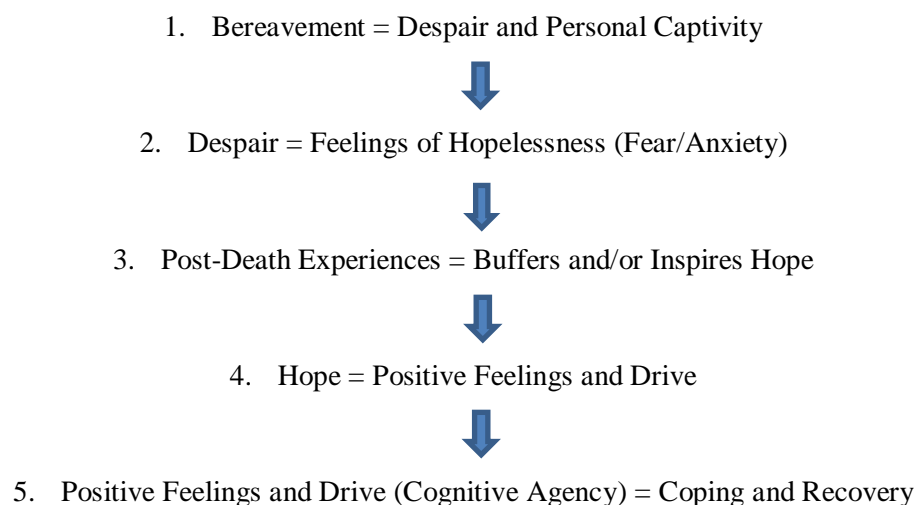 1. Bereavement = Despair and Personal Captivity
2. Despair = Feelings of Hopelessness (Fear/Anxiety)
3. Post-Death Experiences = Buffers and/or Inspires Hope
4. Hope = Positive Feelings and Drive
5. Positive Feelings and Drive (Cognitive Agency) = Coping and Recovery